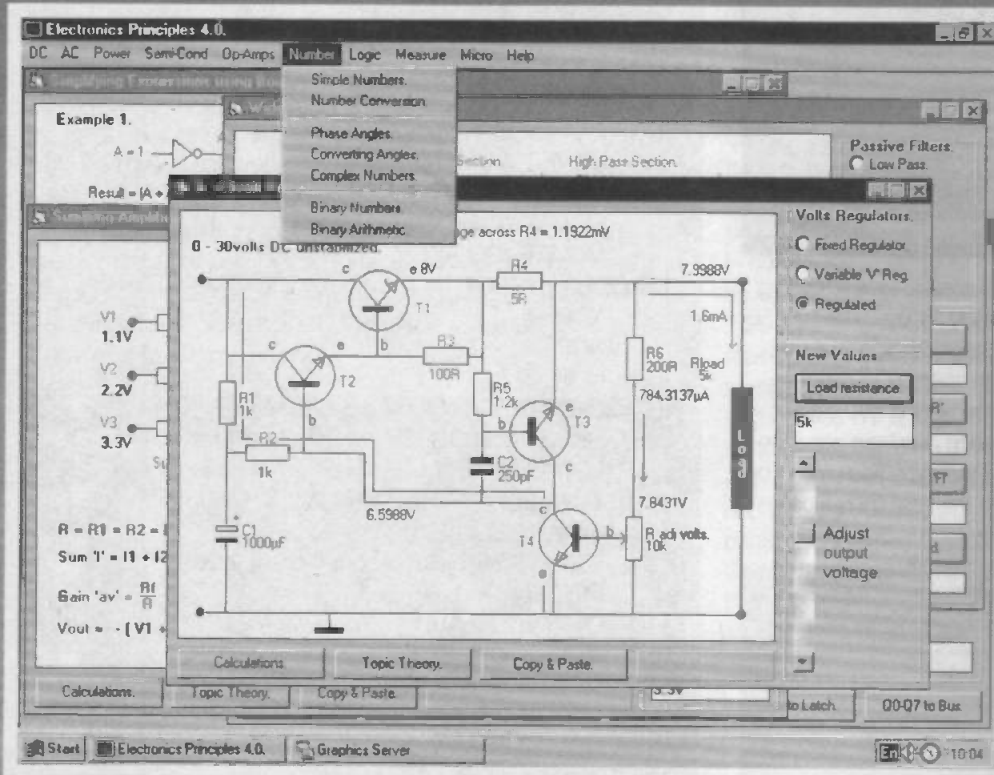 Electronics Principles 4.0.
DC AC Power Semi-Cond Op-Amps Number Logic Measure Micro Help
Simple Numbers.
Number Conversion.
Phase Angles.
Converting Angles.
Complex Numbers.
Binary Numbers.
Binary Arithmetic.
Example 1.
A = 1
Section.
High Pass Section.
Passive Filters.
Low Pass.
0 - 30volts DC unstabilized.
across R4 = 1.1922mV
Volts Regulators.
Fixed Regulator
Variable 'V' Reg.
Regulated
New Values
Load resistance
5k
Adjust
output
voltage
c
e 8V
T1
b
R4
5R
7.9988V
1.6mA
V1
1.1V
V2
2.2V
V3
3.3V
c
e
T2
b
R3
100R
R1
1k
R2
1k
R5
1.2k
b
e
T3
c
C2
250pF
R6
200R
Rload
5k
784.3137µA
Load
7.8431V
6.5988V
c
T4
b
e
R adj volts.
10k
C1
+
1000µF
Sum 'I' = I1 + I2
Gain 'av' = Rf
R
Vout = - [ V1 +
Calculations.
Topic Theory.
Copy & Paste.
Calculations.
Topic Theory.
Copy & Paste.
to Latch.
Q0-Q7 to Bus
Start
Electronics Principles 4.0.
Graphics Server
En
10:04